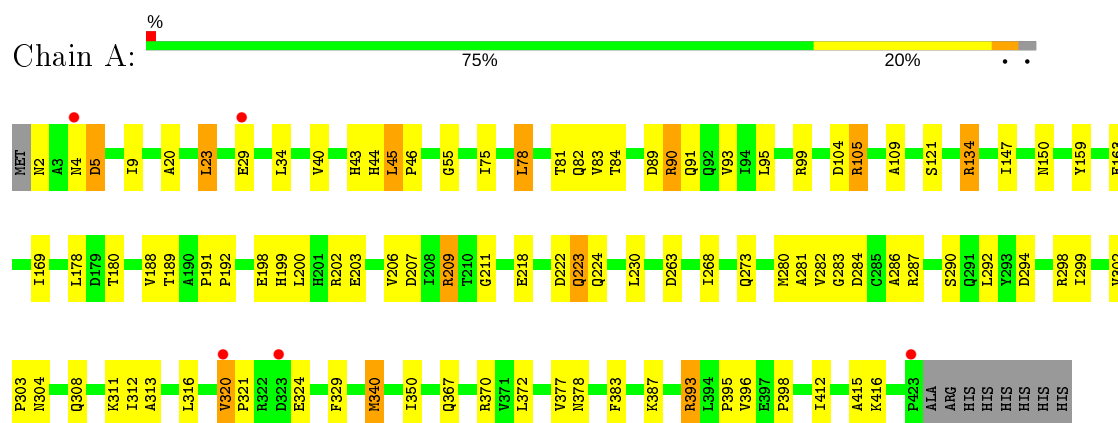 %
Chain A:
75% 20% • •
MET N2 A3 N4 D5 I9 A20 L23 E29 L34 V40 H43 H44 L45 P46 G55 I75 L78 T81 Q82 V83 T84 D89 R90 Q91 Q92 V93 I94 L95 R99 D104 R105 A109 S121 R134 I147 N150 Y159
I169 L178 D179 T180 V188 T189 A190 P191 P192 E198 H199 L200 H201 R202 E203 V206 D207 I208 R209 T210 G211 E218 D222 Q223 Q224 L230 D263 I268 Q273 M280 A281 V282 G283 D284 C285 A286 R287 S290 Q291 L292 Y293 D294 R298 I299
P303 N304 Q308 K311 I312 A313 L316 V320 P321 R322 D323 E324 F329 M340 I350 Q367 R370 V371 L372 V377 N378 F383 K387 R393 L394 P395 V396 E397 P398 I412 A415 K416 P423 ALA ARG HIS HIS HIS HIS HIS HIS